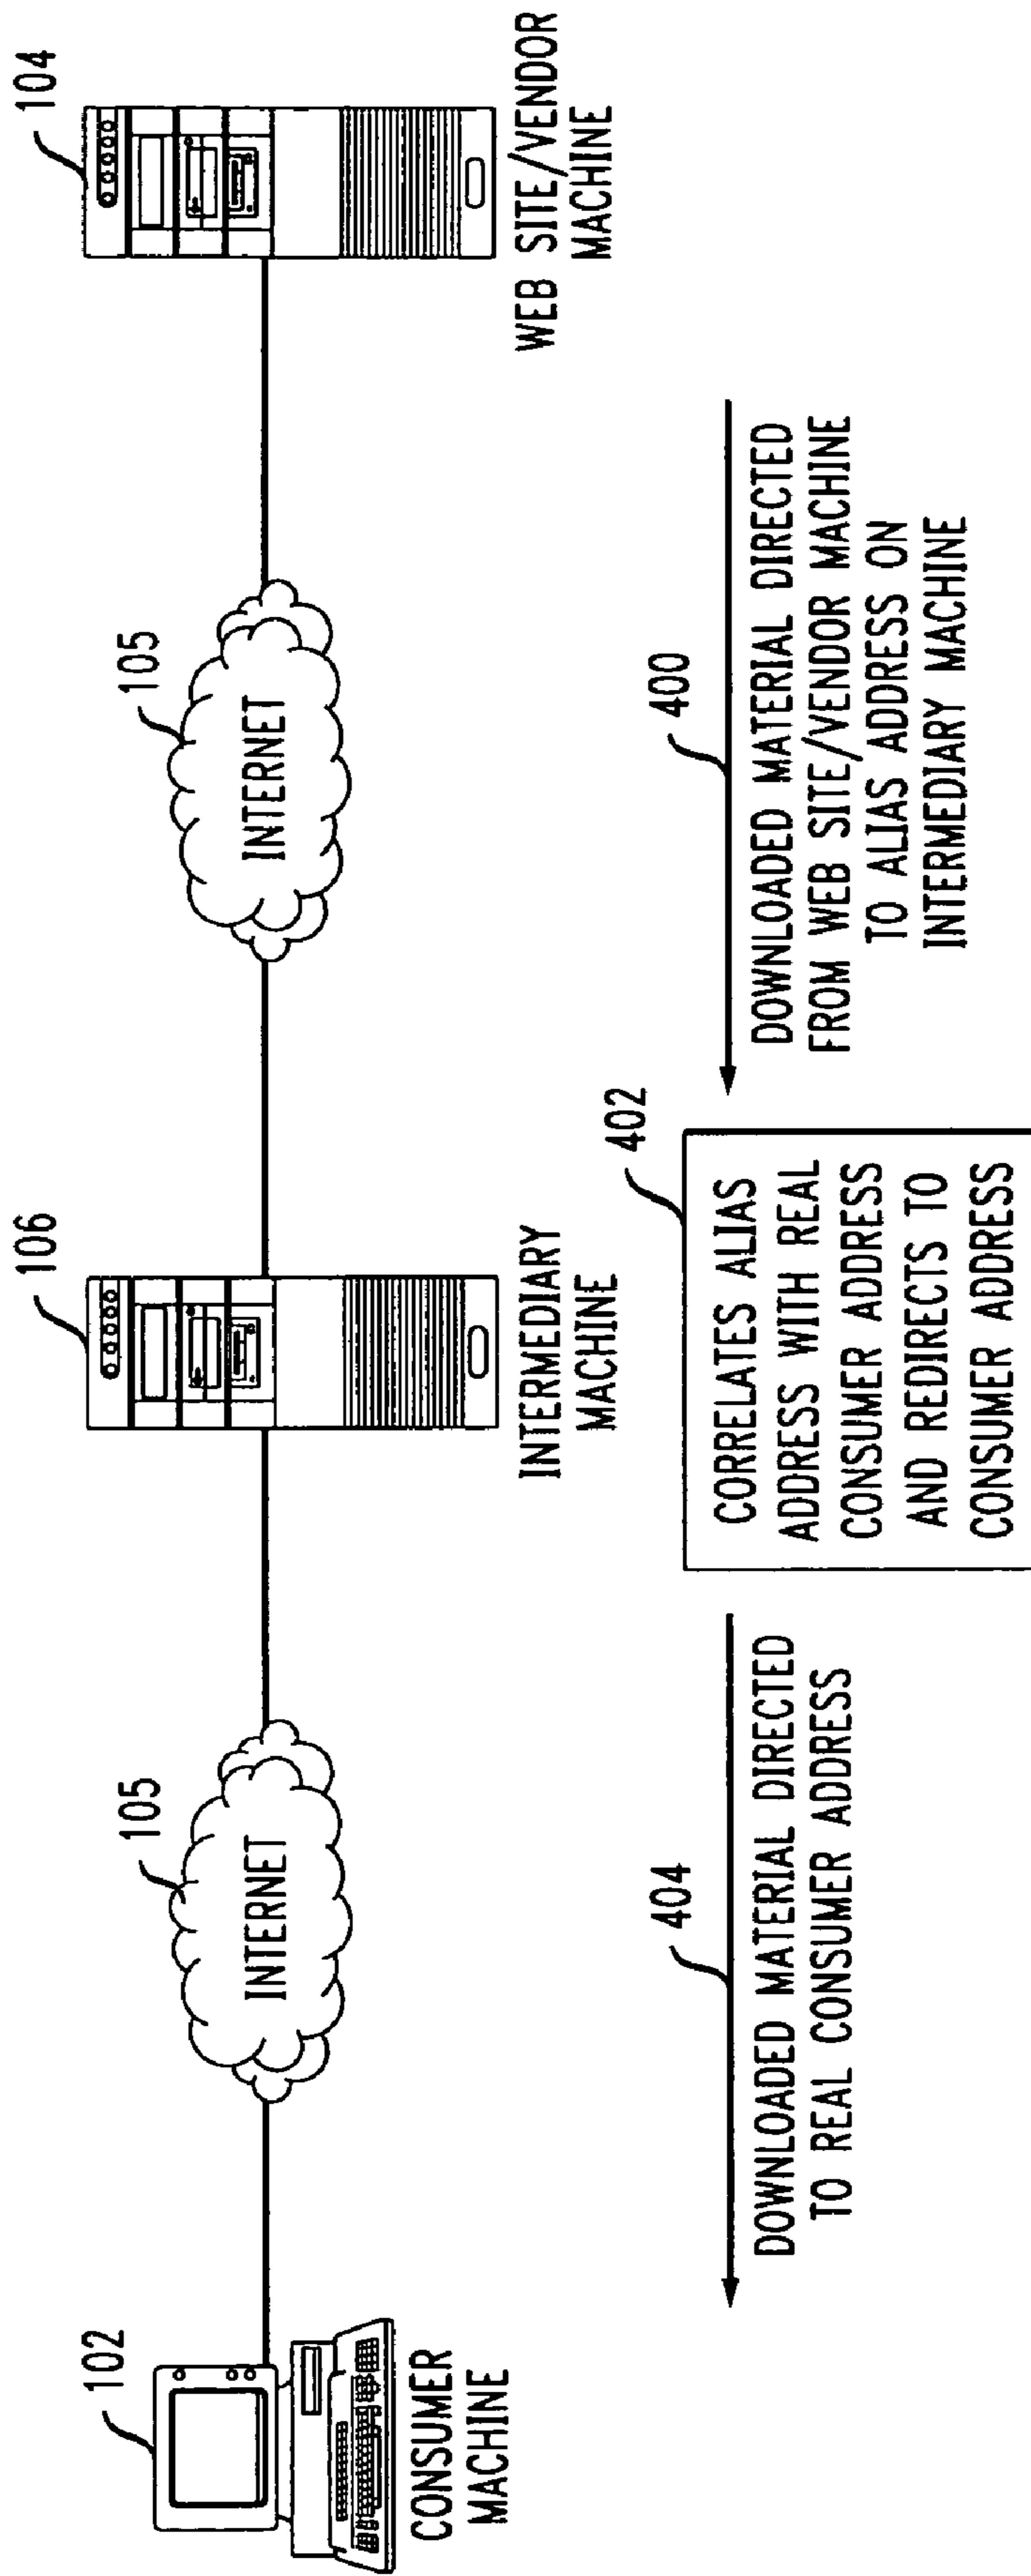 102
CONSUMER
MACHINE
105
INTERNET
106
INTERMEDIARY
MACHINE
105
INTERNET
104
WEB SITE/VENDOR
MACHINE
404
DOWNLOADED MATERIAL DIRECTED
TO REAL CONSUMER ADDRESS
402
CORRELATES ALIAS
ADDRESS WITH REAL
CONSUMER ADDRESS
AND REDIRECTS TO
CONSUMER ADDRESS
400
DOWNLOADED MATERIAL DIRECTED
FROM WEB SITE/VENDOR MACHINE
TO ALIAS ADDRESS ON
INTERMEDIARY MACHINE